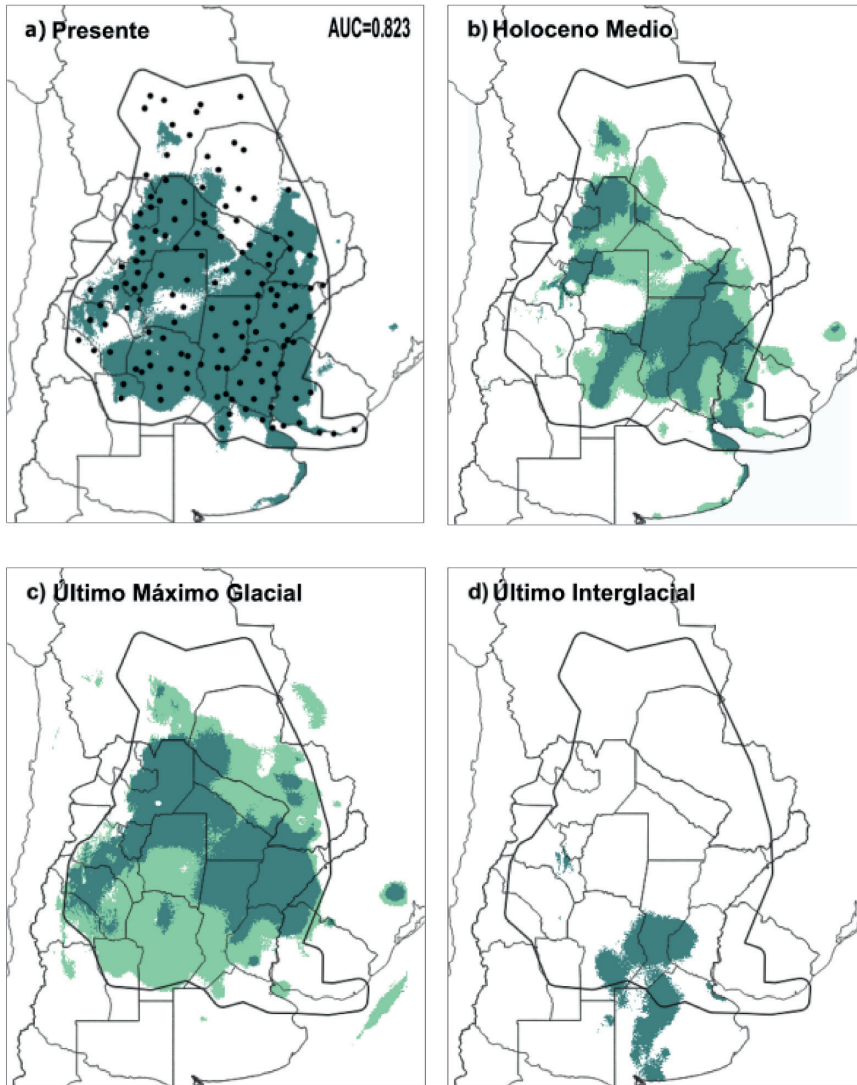 a) Presente AUC=0.823
b) Holoceno Medio
c) Último Máximo Glacial
d) Último Interglacial